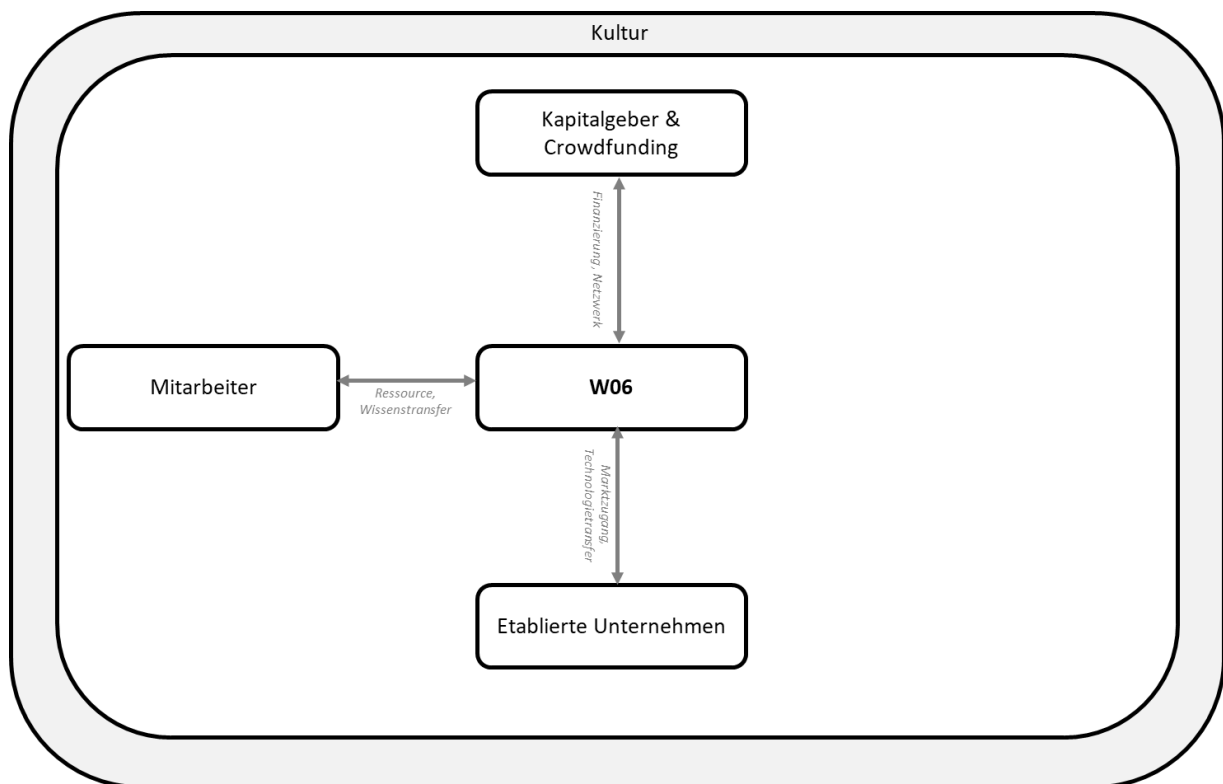 Kultur
Kapitalgeber &
Crowdfunding
Finanzierung, Netzwerk
Mitarbeiter
Ressource,
Wissenstransfer
W06
Marktzugang,
Technologietransfer
Etablierte Unternehmen